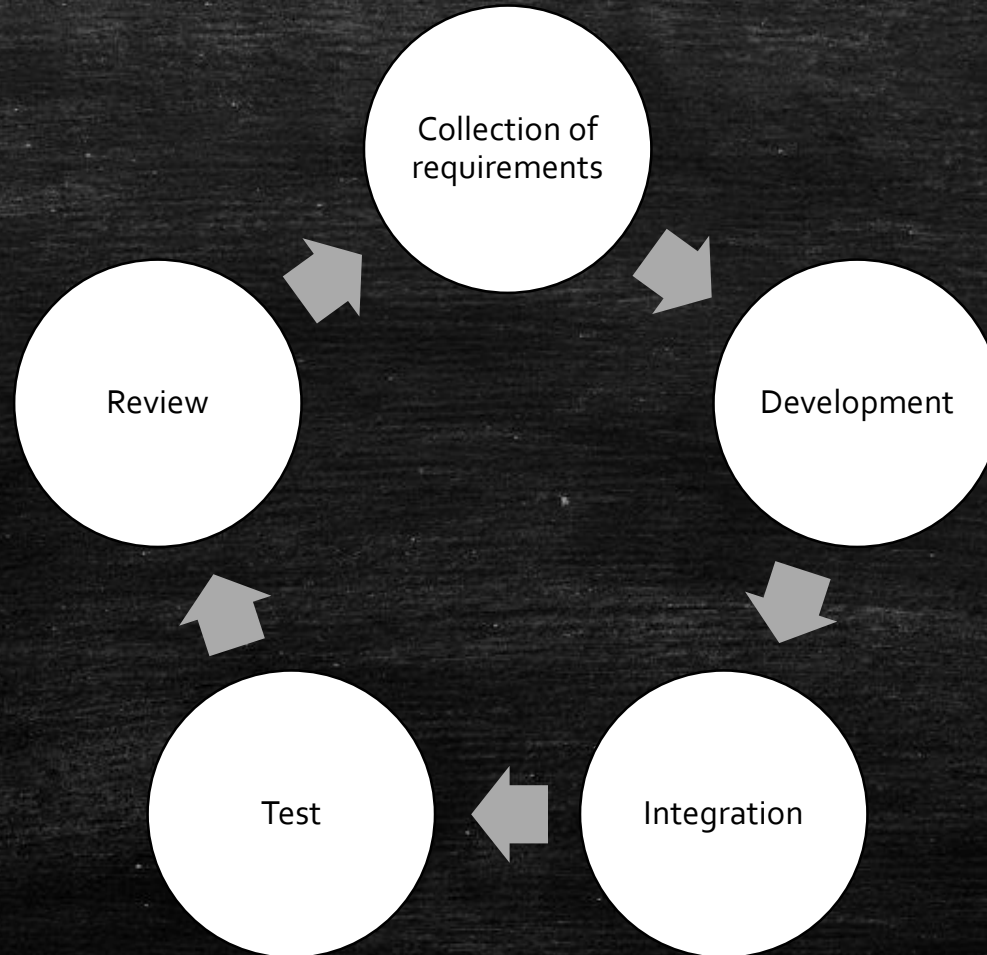 Collection of
requirements
Development
Integration
Test
Review